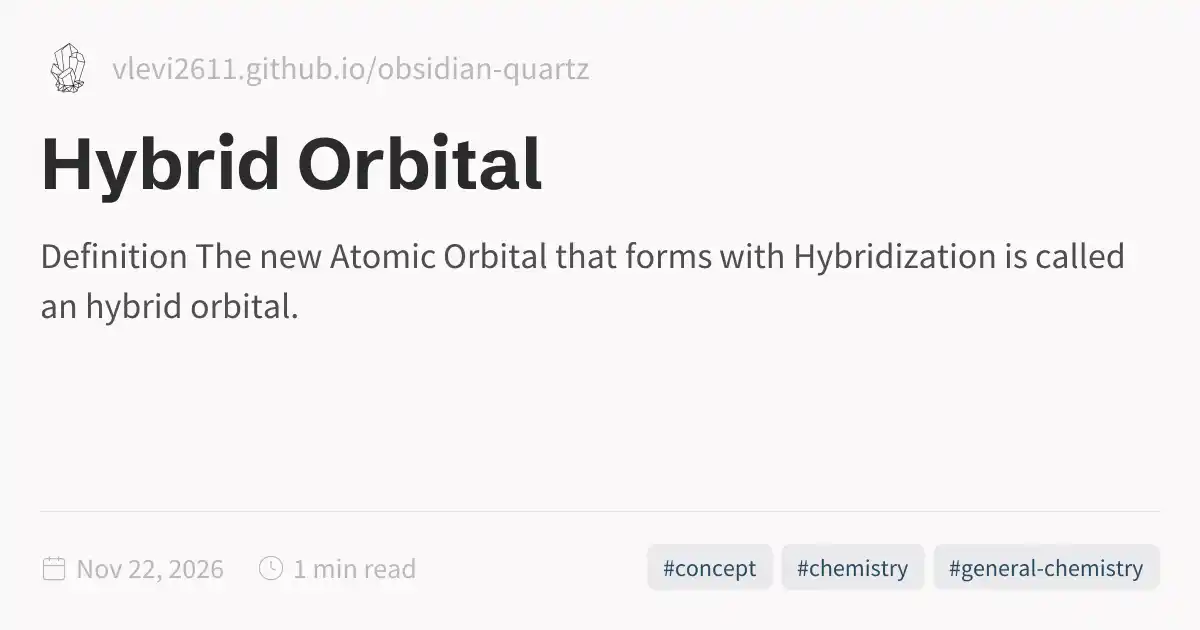 vlevi2611.github.io/obsidian-quartz
Hybrid Orbital
Definition The new Atomic Orbital that forms with Hybridization is called
an hybrid orbital.
Nov 22, 2026 1 min read #concept #chemistry #general-chemistry